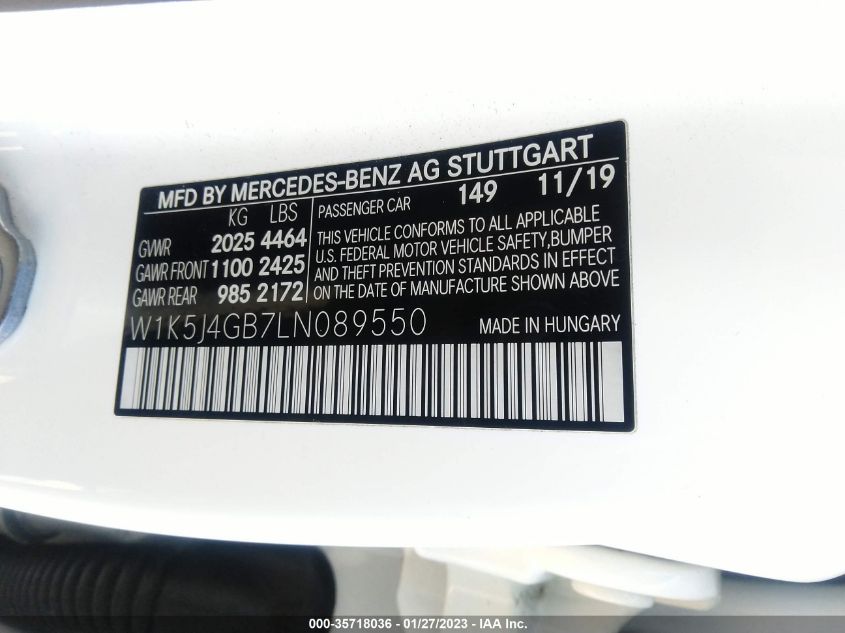 MFD BY MERCEDES-BENZ AG STUTTGART
KG LBS
GVWR 2025 4464
GAWR FRONT 1100 2425
GAWR REAR 985 2172
PASSENGER CAR 149 11/19
THIS VEHICLE CONFORMS TO ALL APPLICABLE
U.S. FEDERAL MOTOR VEHICLE SAFETY, BUMPER
AND THEFT PREVENTION STANDARDS IN EFFECT
ON THE DATE OF MANUFACTURE SHOWN ABOVE
W1K5J4GB7LN089550 MADE IN HUNGARY
000-35718036 - 01/27/2023 - IAA Inc.